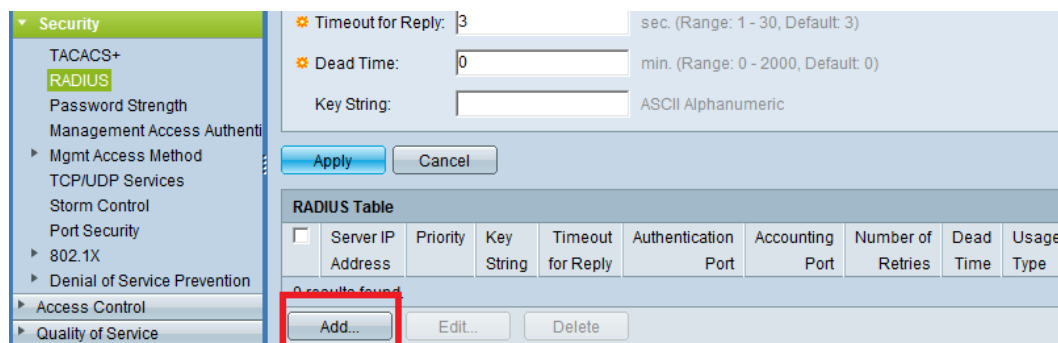 Security
TACACS+
RADIUS
Password Strength
Management Access Authenti
Mgmt Access Method
TCP/UDP Services
Storm Control
Port Security
802.1X
Denial of Service Prevention
Access Control
Quality of Service
Timeout for Reply: 3 sec. (Range: 1 - 30, Default: 3)
Dead Time: 0 min. (Range: 0 - 2000, Default: 0)
Key String: ASCII Alphanumeric
Apply Cancel
RADIUS Table
Server IP Address Priority Key String Timeout for Reply Authentication Port Accounting Port Number of Retries Dead Time Usage Type
0 results found.
Add... Edit... Delete